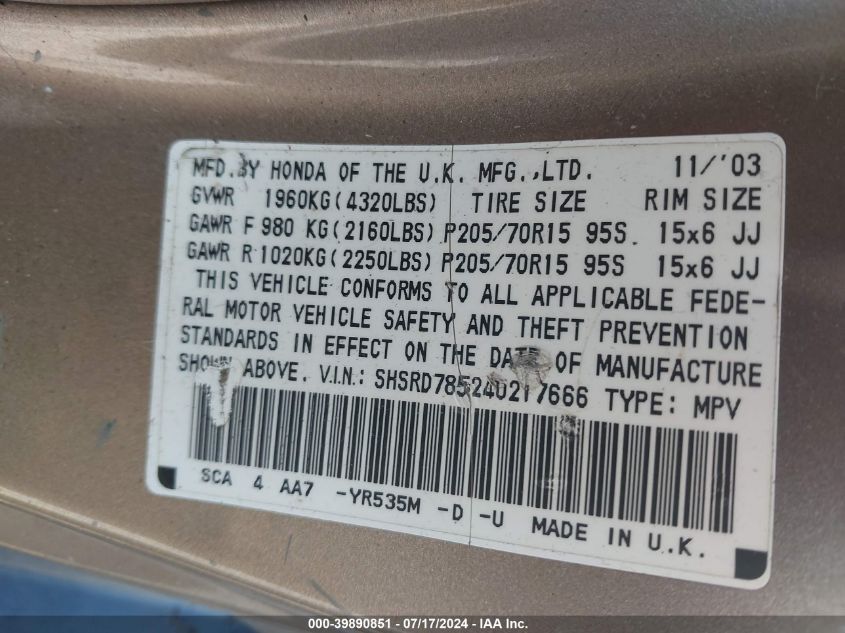 MFD. BY HONDA OF THE U.K. MFG.,LTD. 11/'03
GVWR 1960KG(4320LBS) TIRE SIZE RIM SIZE
GAWR F 980 KG(2160LBS) P205/70R15 95S. 15x6 JJ
GAWR R 1020KG(2250LBS) P205/70R15 95S 15x6 JJ
THIS VEHICLE CONFORMS TO ALL APPLICABLE FEDE-
RAL MOTOR VEHICLE SAFETY AND THEFT PREVENTION
STANDARDS IN EFFECT ON THE DATE OF MANUFACTURE
SHOWN ABOVE. V.I.N.: SHSRD78524U217666 TYPE: MPV
SCA 4 AA7 -YR535M -D -U MADE IN U.K.
000-39890851 / 07/17/2024 - © IAA, Inc.